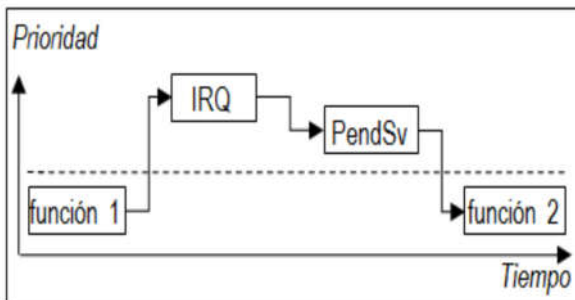 Prioridad
IRQ
PendSv
función 1
función 2
Tiempo